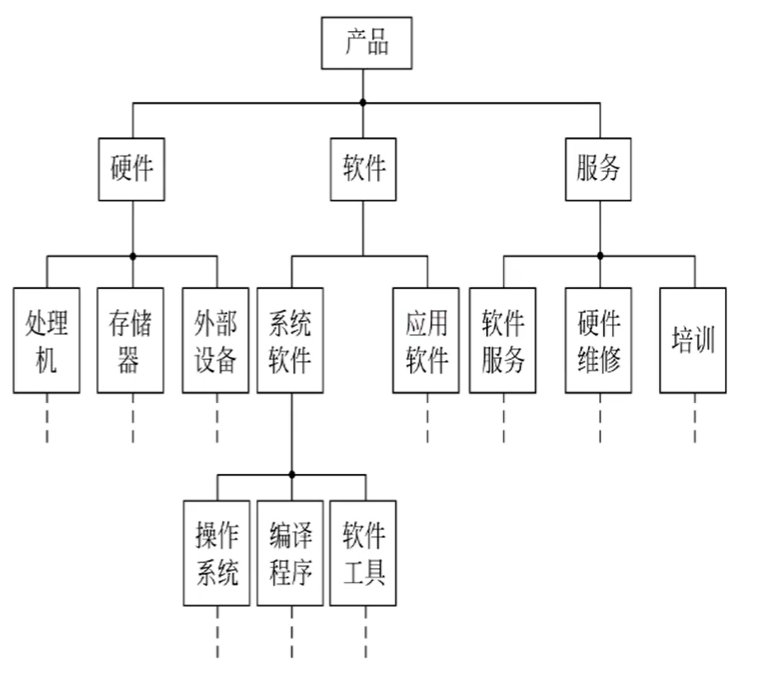 产品
硬件
软件
服务
处理
机
存储
器
外部
设备
系统
软件
应用
软件
软件
服务
硬件
维修
培训
操作
系统
编译
程序
软件
工具